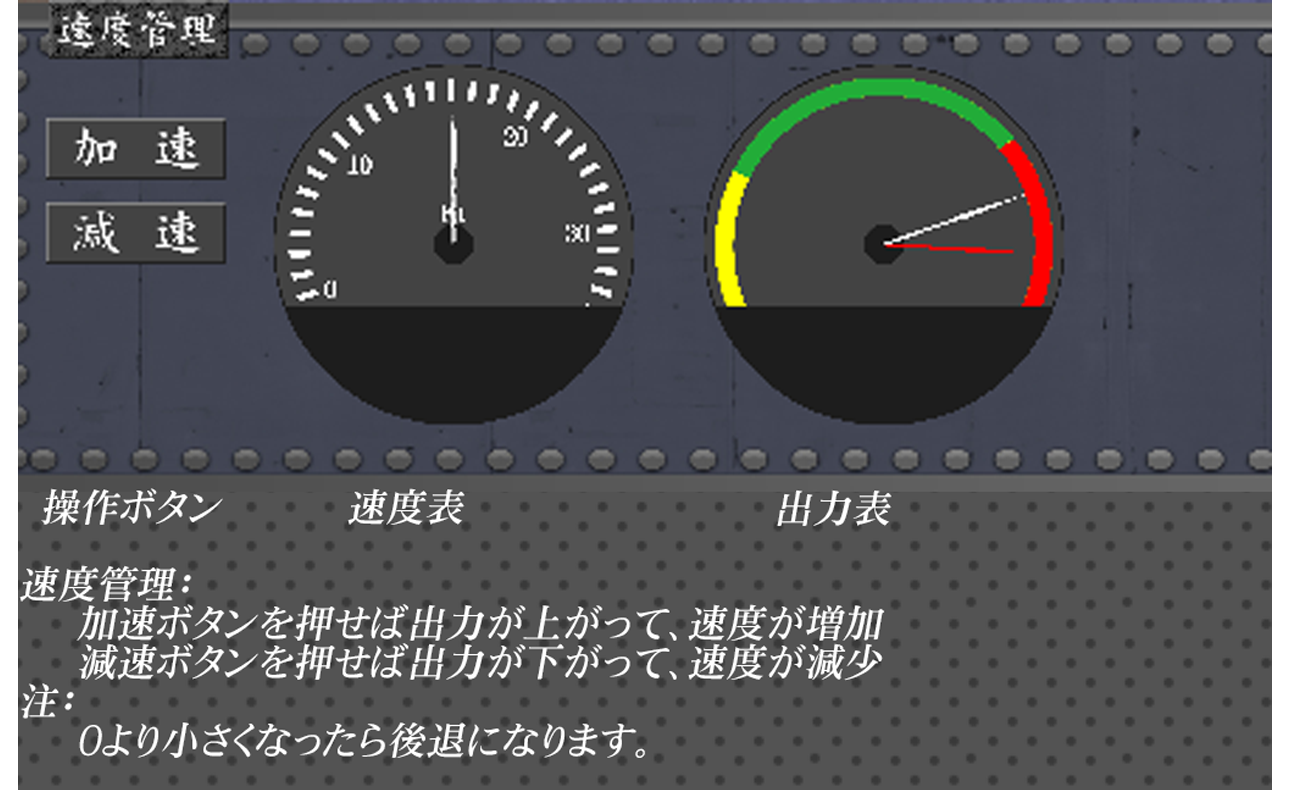 速度管理
加 速
減 速
0
10
20
30
Kt
操作ボタン
速度表
出力表
速度管理：
加速ボタンを押せば出力が上がって、速度が増加
減速ボタンを押せば出力が下がって、速度が減少
注：
0より小さくなったら後退になります。